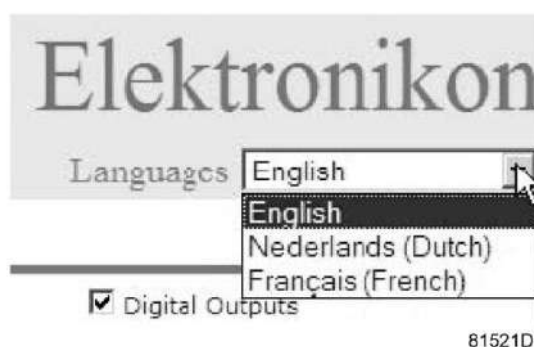 Elektronikon
Languages English
English
Nederlands (Dutch)
Français (French)
Digital Outputs
81521D